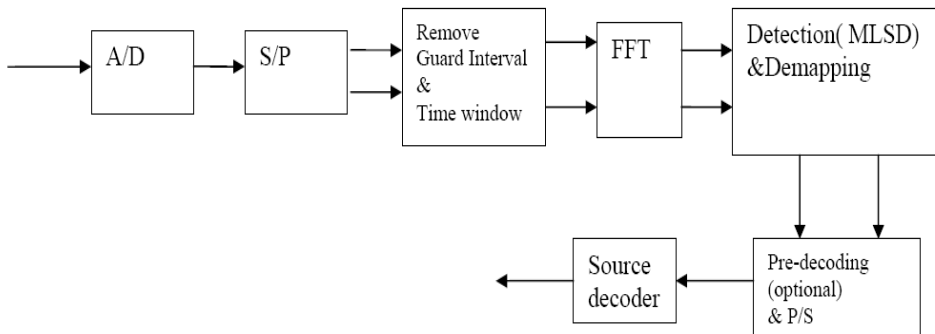 A/D
S/P
Remove
Guard Interval
&
Time window
FFT
Detection( MLSD)
&Demapping
Source
decoder
Pre-decoding
(optional)
& P/S